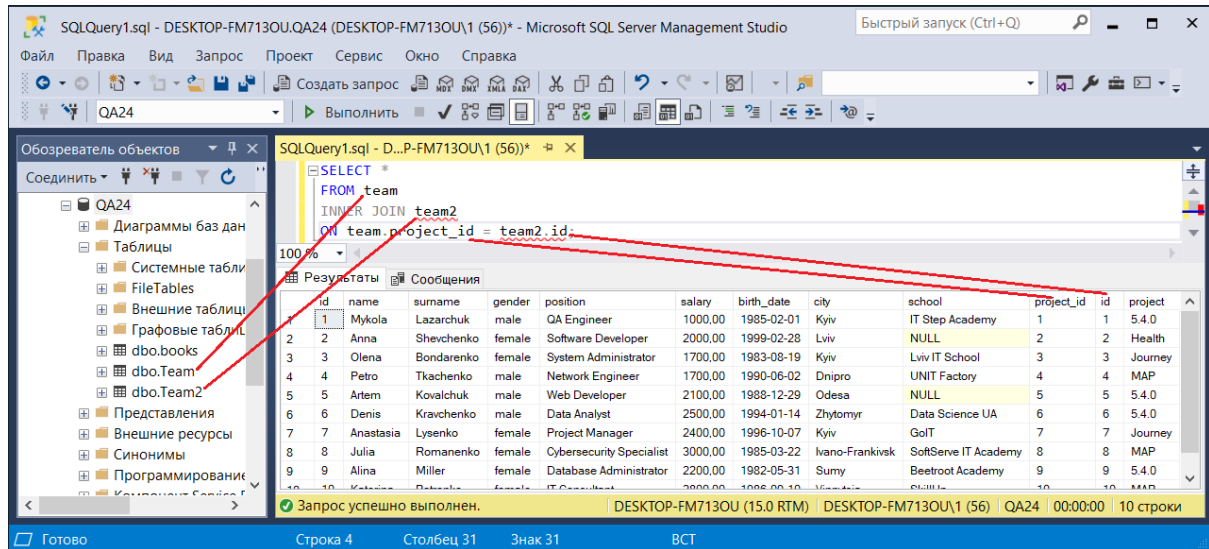 SQLQuery1.sql - DESKTOP-FM713OU.QA24 (DESKTOP-FM713OU\1 (56))* - Microsoft SQL Server Management Studio
Быстрый запуск (Ctrl+Q)
Файл Правка Вид Запрос Проект Сервис Окно Справка
Создать запрос MDX DMX XMLA DAX
QA24 Выполнить
Обозреватель объектов
SQLQuery1.sql - D...P-FM713OU\1 (56))*
Соединить
QA24
Диаграммы баз дан
Таблицы
Системные табли
FileTables
Внешние таблиц
Графовые таблиц
dbo.books
dbo.Team
dbo.Team2
Представления
Внешние ресурсы
Синонимы
Программирование
SELECT *
FROM team
INNER JOIN team2
ON team.project_id = team2.id;
100 %
Результаты Сообщения
id name surname gender position salary birth_date city school project_id id project
1 1 Mykola Lazarchuk male QA Engineer 1000,00 1985-02-01 Kyiv IT Step Academy 1 1 5.4.0
2 2 Anna Shevchenko female Software Developer 2000,00 1999-02-28 Lviv NULL 2 2 Health
3 3 Olena Bondarenko female System Administrator 1700,00 1983-08-19 Kyiv Lviv IT School 3 3 Journey
4 4 Petro Tkachenko male Network Engineer 1700,00 1990-06-02 Dnipro UNIT Factory 4 4 MAP
5 5 Artem Kovalchuk male Web Developer 2100,00 1988-12-29 Odesa NULL 5 5 5.4.0
6 6 Denis Kravchenko male Data Analyst 2500,00 1994-01-14 Zhytomyr Data Science UA 6 6 5.4.0
7 7 Anastasia Lysenko female Project Manager 2400,00 1996-10-07 Kyiv GoIT 7 7 Journey
8 8 Julia Romanenko female Cybersecurity Specialist 3000,00 1985-03-22 Ivano-Frankivsk SoftServe IT Academy 8 8 MAP
9 9 Alina Miller female Database Administrator 2200,00 1982-05-31 Sumy Beetroot Academy 9 9 5.4.0
Запрос успешно выполнен. DESKTOP-FM713OU (15.0 RTM) DESKTOP-FM713OU\1 (56) QA24 00:00:00 10 строки
Готово Строка 4 Столбец 31 Знак 31 ВСТ